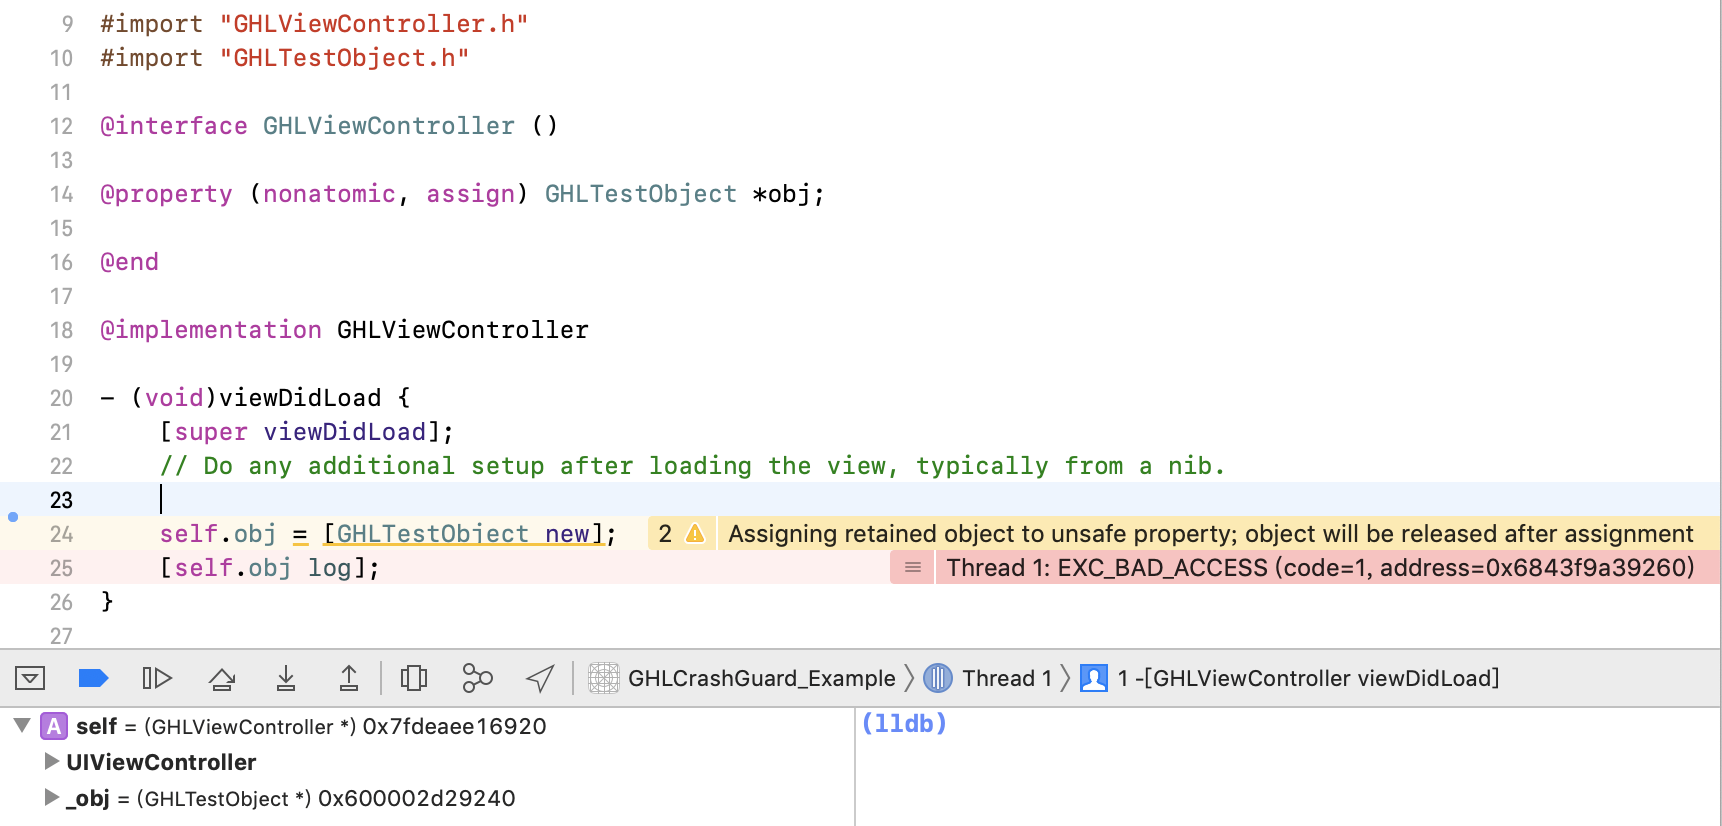 9 #import "GHLViewController.h"
10 #import "GHLTestObject.h"
11
12 @interface GHLViewController ()
13
14 @property (nonatomic, assign) GHLTestObject *obj;
15
16 @end
17
18 @implementation GHLViewController
19
20 - (void)viewDidLoad {
21 [super viewDidLoad];
22 // Do any additional setup after loading the view, typically from a nib.
23
24 self.obj = [GHLTestObject new]; 2 Assigning retained object to unsafe property; object will be released after assignment
25 [self.obj log]; Thread 1: EXC_BAD_ACCESS (code=1, address=0x6843f9a39260)
26 }
27
GHLCrashGuard_Example Thread 1 1 -[GHLViewController viewDidLoad]
A self = (GHLViewController *) 0x7fdeaee16920
UIViewController
_obj = (GHLTestObject *) 0x600002d29240
(lldb)